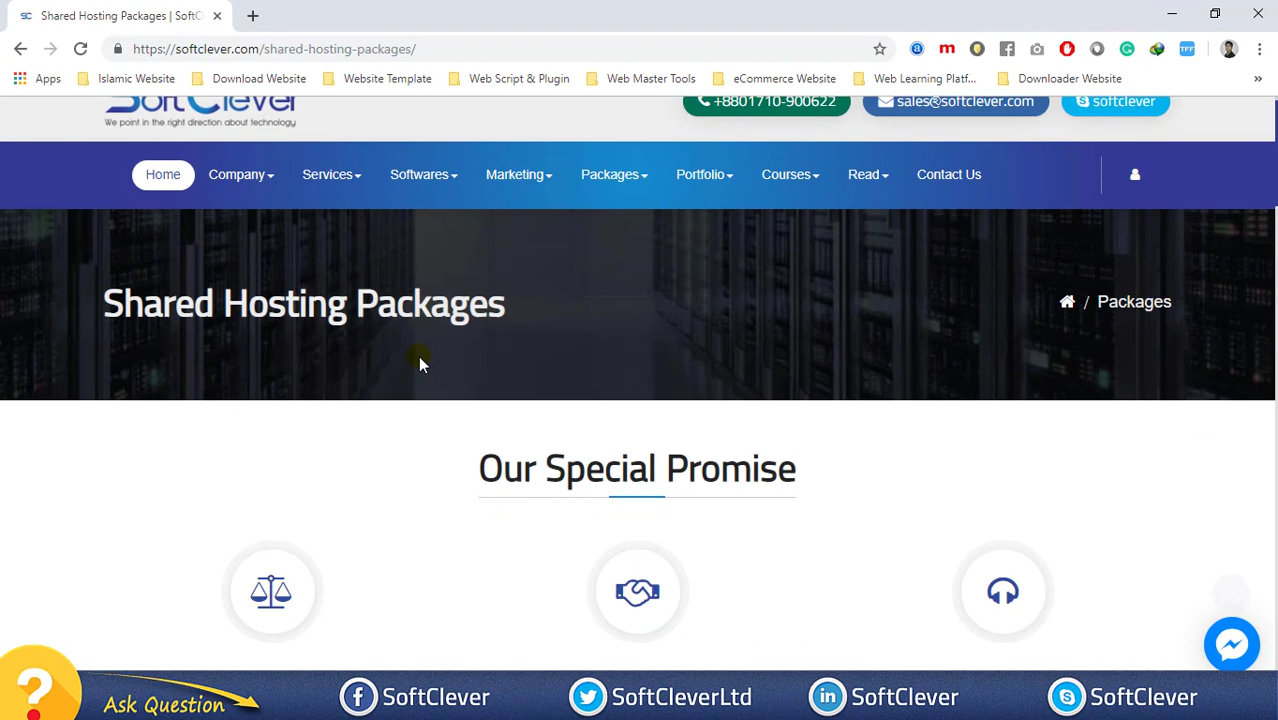 Shared Hosting Packages | SoftC
https://softclever.com/shared-hosting-packages/
Apps Islamic Website Download Website Website Template Web Script & Plugin Web Master Tools eCommerce Website Web Learning Platf... Downloader Website »
SoftClever +8801710-900622 sales@softclever.com softclever
We point in the right direction about technology
Home Company Services Softwares Marketing Packages Portfolio Courses Read Contact Us
Shared Hosting Packages / Packages
Our Special Promise
? Ask Question SoftClever SoftCleverLtd SoftClever SoftClever